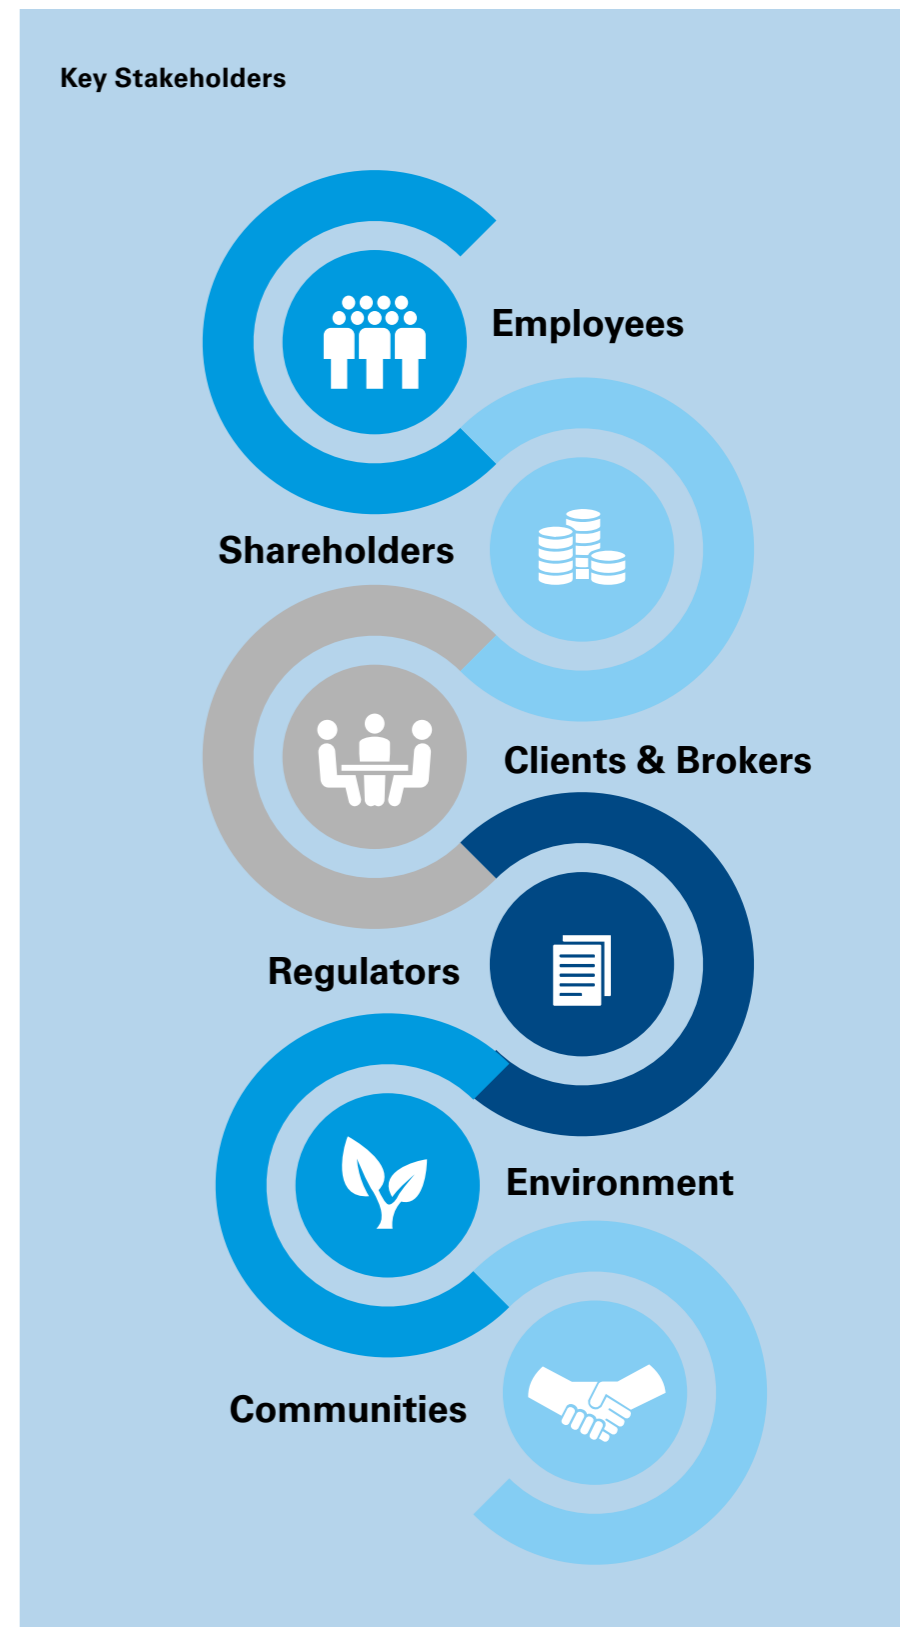 Key Stakeholders
Employees
Shareholders
Clients & Brokers
Regulators
Environment
Communities